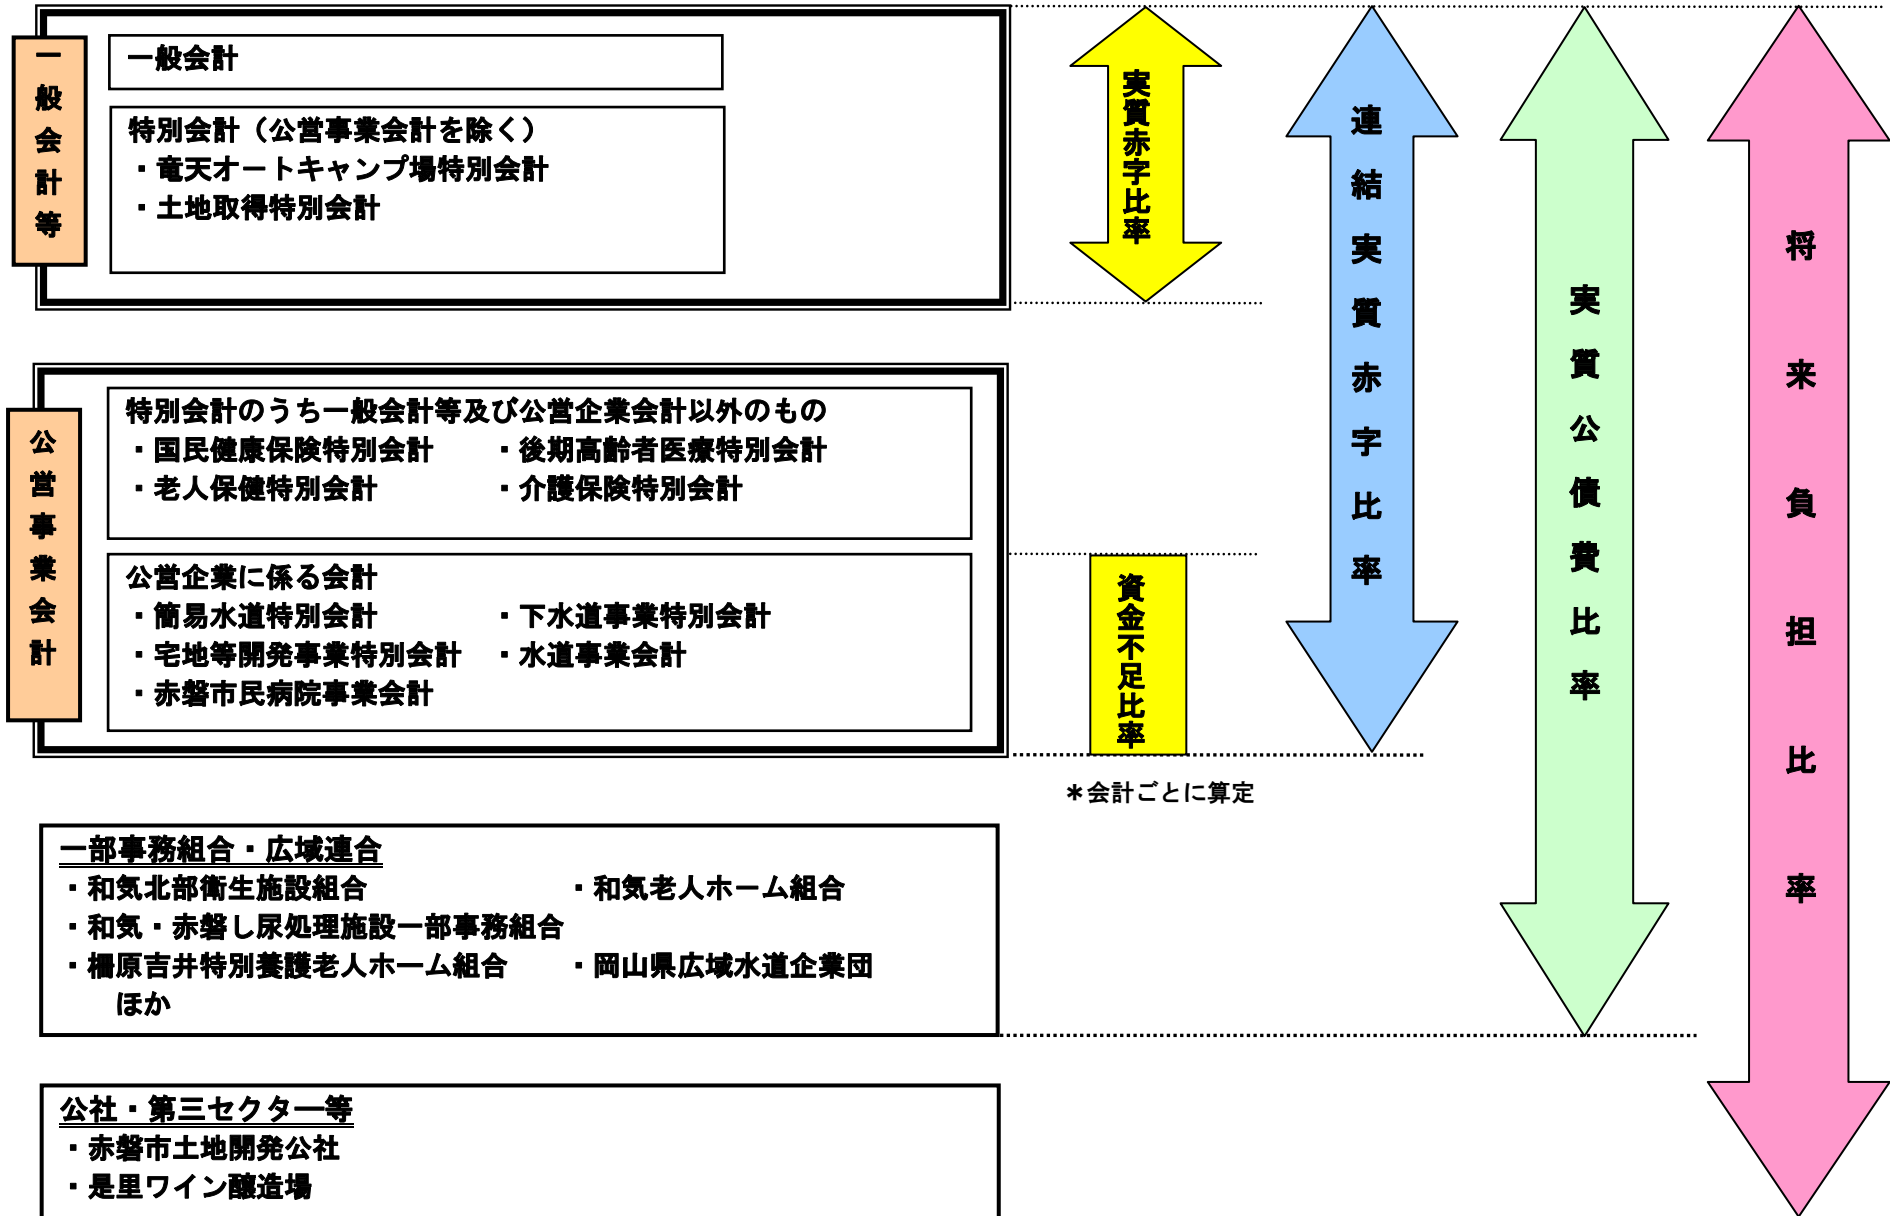 一般会計等
一般会計
特別会計（公営事業会計を除く）
・竜天オートキャンプ場特別会計
・土地取得特別会計
公営事業会計
特別会計のうち一般会計等及び公営企業会計以外のもの
・国民健康保険特別会計　・後期高齢者医療特別会計
・老人保健特別会計　・介護保険特別会計
公営企業に係る会計
・簡易水道特別会計　・下水道事業特別会計
・宅地等開発事業特別会計　・水道事業会計
・赤磐市民病院事業会計
一部事務組合・広域連合
・和気北部衛生施設組合　・和気老人ホーム組合
・和気・赤磐し尿処理施設一部事務組合
・柵原吉井特別養護老人ホーム組合　・岡山県広域水道企業団
ほか
公社・第三セクター等
・赤磐市土地開発公社
・是里ワイン醸造場
実質赤字比率
資金不足比率
＊会計ごとに算定
連結実質赤字比率
実質公債費比率
将来負担比率